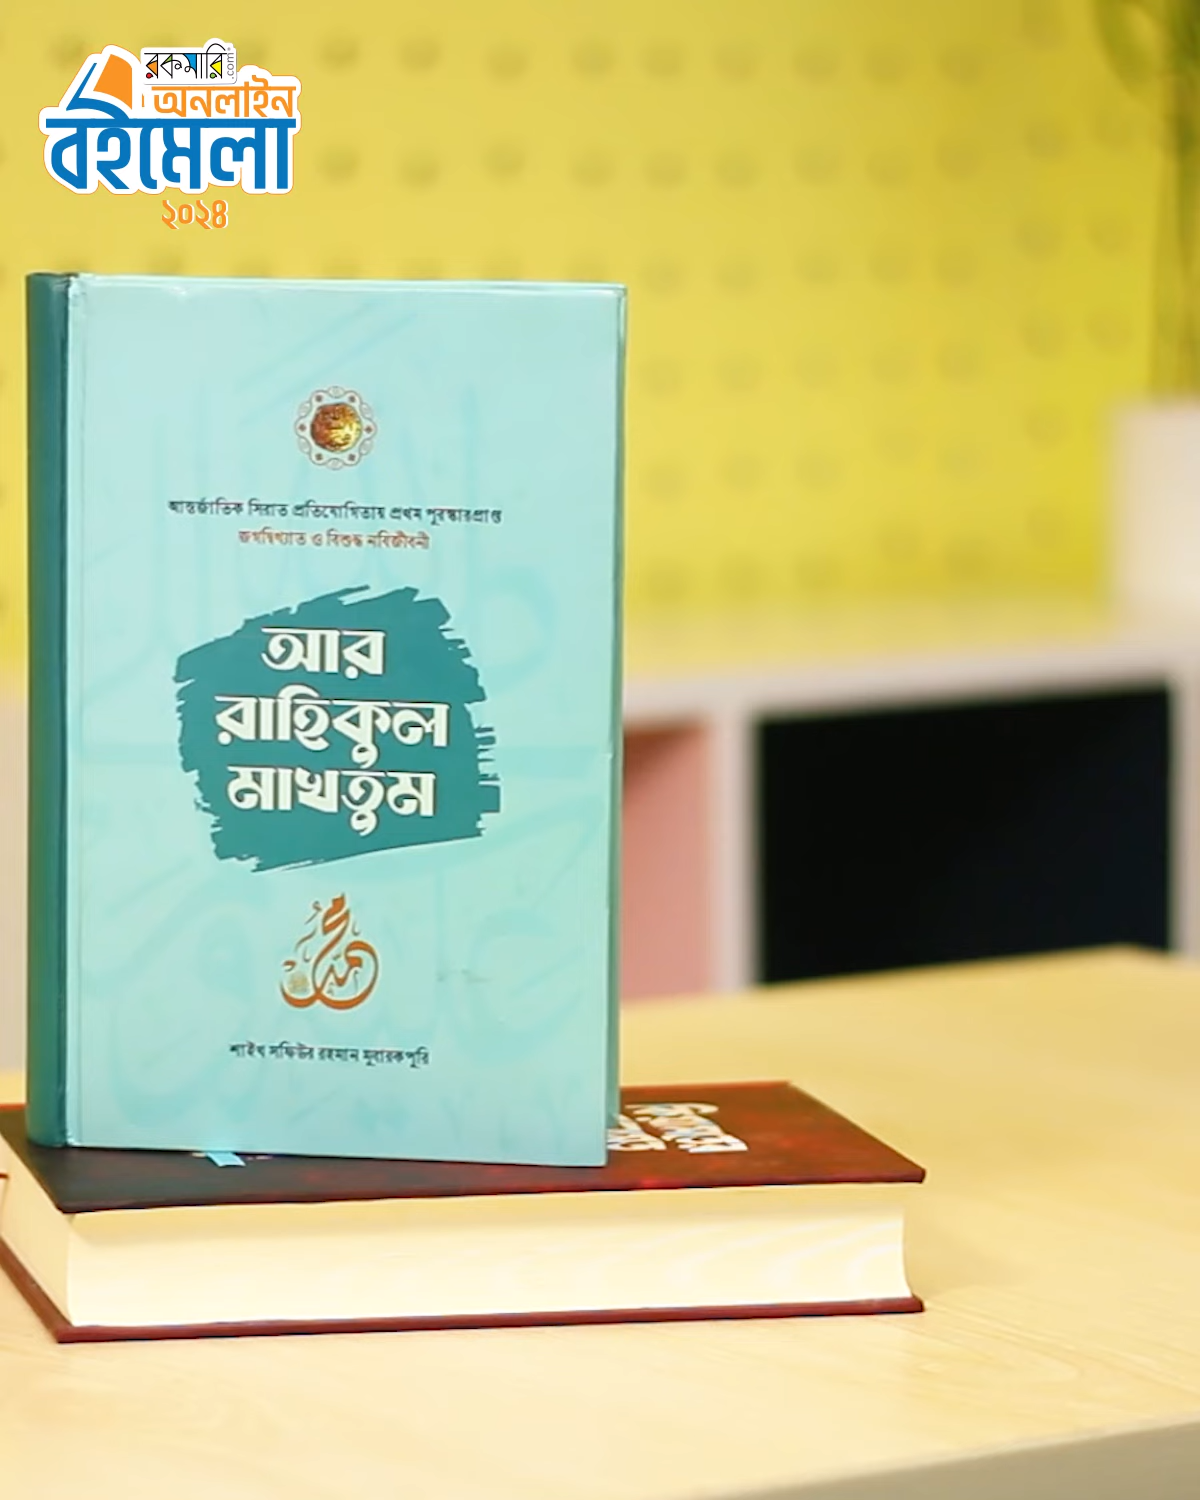 রকমারি.com
অনলাইন
বইমেলা
২০২৪
আন্তর্জাতিক সিরাত প্রতিযোগিতায় প্রথম পুরস্কারপ্রাপ্ত
জগদ্বিখ্যাত ও বিশুদ্ধ নবিজীবনী
আর
রাহিকুল
মাখতুম
محمد
শাইখ সফিউর রহমান মুবারকপুরি